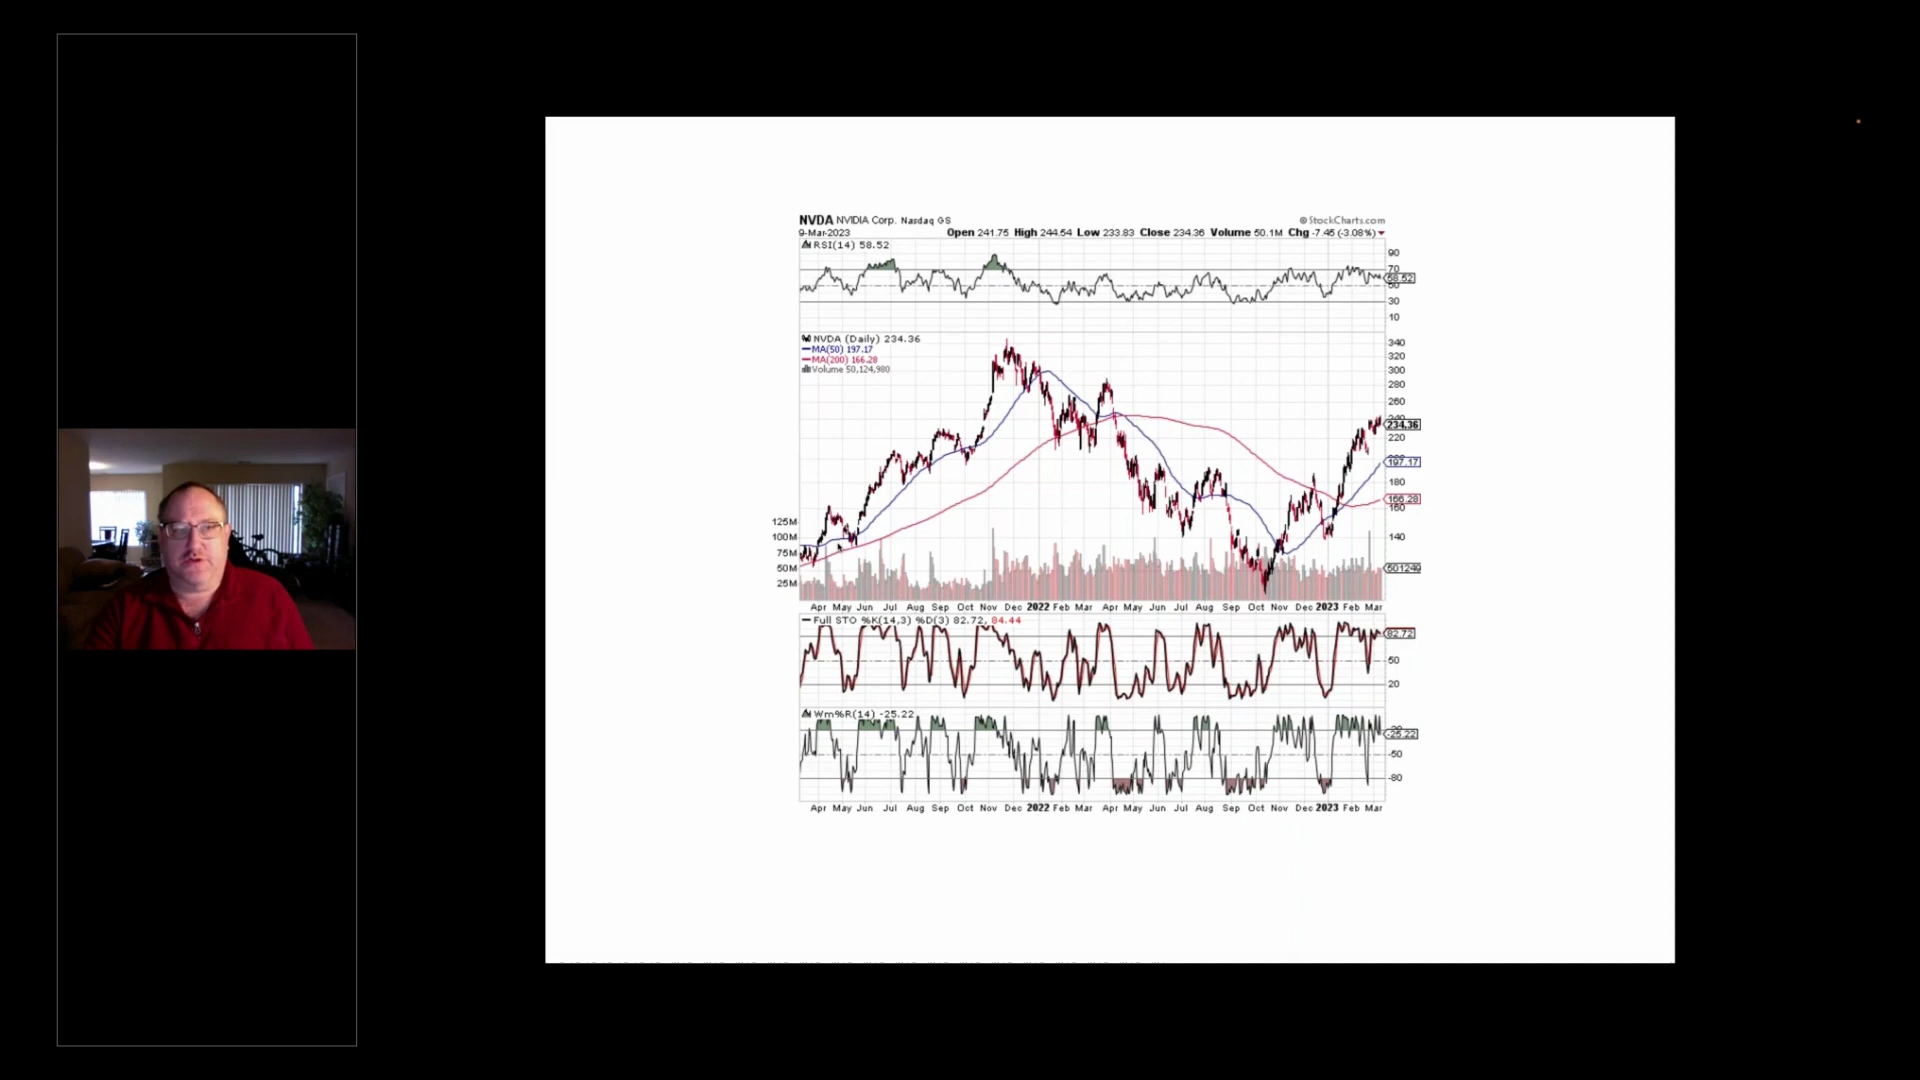 NVDA NVIDIA Corp. Nasdaq GS © StockCharts.com
9-Mar-2023 Open 241.75 High 244.54 Low 233.83 Close 234.36 Volume 50.1M Chg -7.45 (-3.08%)
RSI(14) 58.52
90
70
58.52
50
30
10
NVDA (Daily) 234.36
MA(50) 197.17
MA(200) 166.28
Volume 50,124,980
340
320
300
280
260
240
234.36
220
197.17
180
166.28
160
140
501249
125M
100M
75M
50M
25M
Apr May Jun Jul Aug Sep Oct Nov Dec 2022 Feb Mar Apr May Jun Jul Aug Sep Oct Nov Dec 2023 Feb Mar
Full STO %K(14,3) %D(3) 82.72, 84.44
82.72
50
20
Wm%R(14) -25.22
-25.22
-50
-80
Apr May Jun Jul Aug Sep Oct Nov Dec 2022 Feb Mar Apr May Jun Jul Aug Sep Oct Nov Dec 2023 Feb Mar